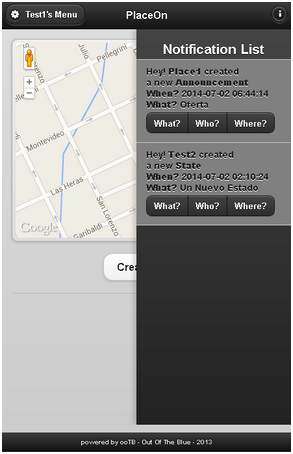 Test1's Menu
PlaceOn
Notification List
Hey! Place1 created
a new Announcement
When? 2014-07-02 06:44:14
What? Oferta
What? Who? Where?
Hey! Test2 created
a new State
When? 2014-07-02 02:10:24
What? Un Nuevo Estado
What? Who? Where?
Julio
Pellegrini
Corrientes
Montevideo
Las Heras
San Lorenzo
Garibaldi
Google
Crea
powered by ooTB - Out Of The Blue - 2013